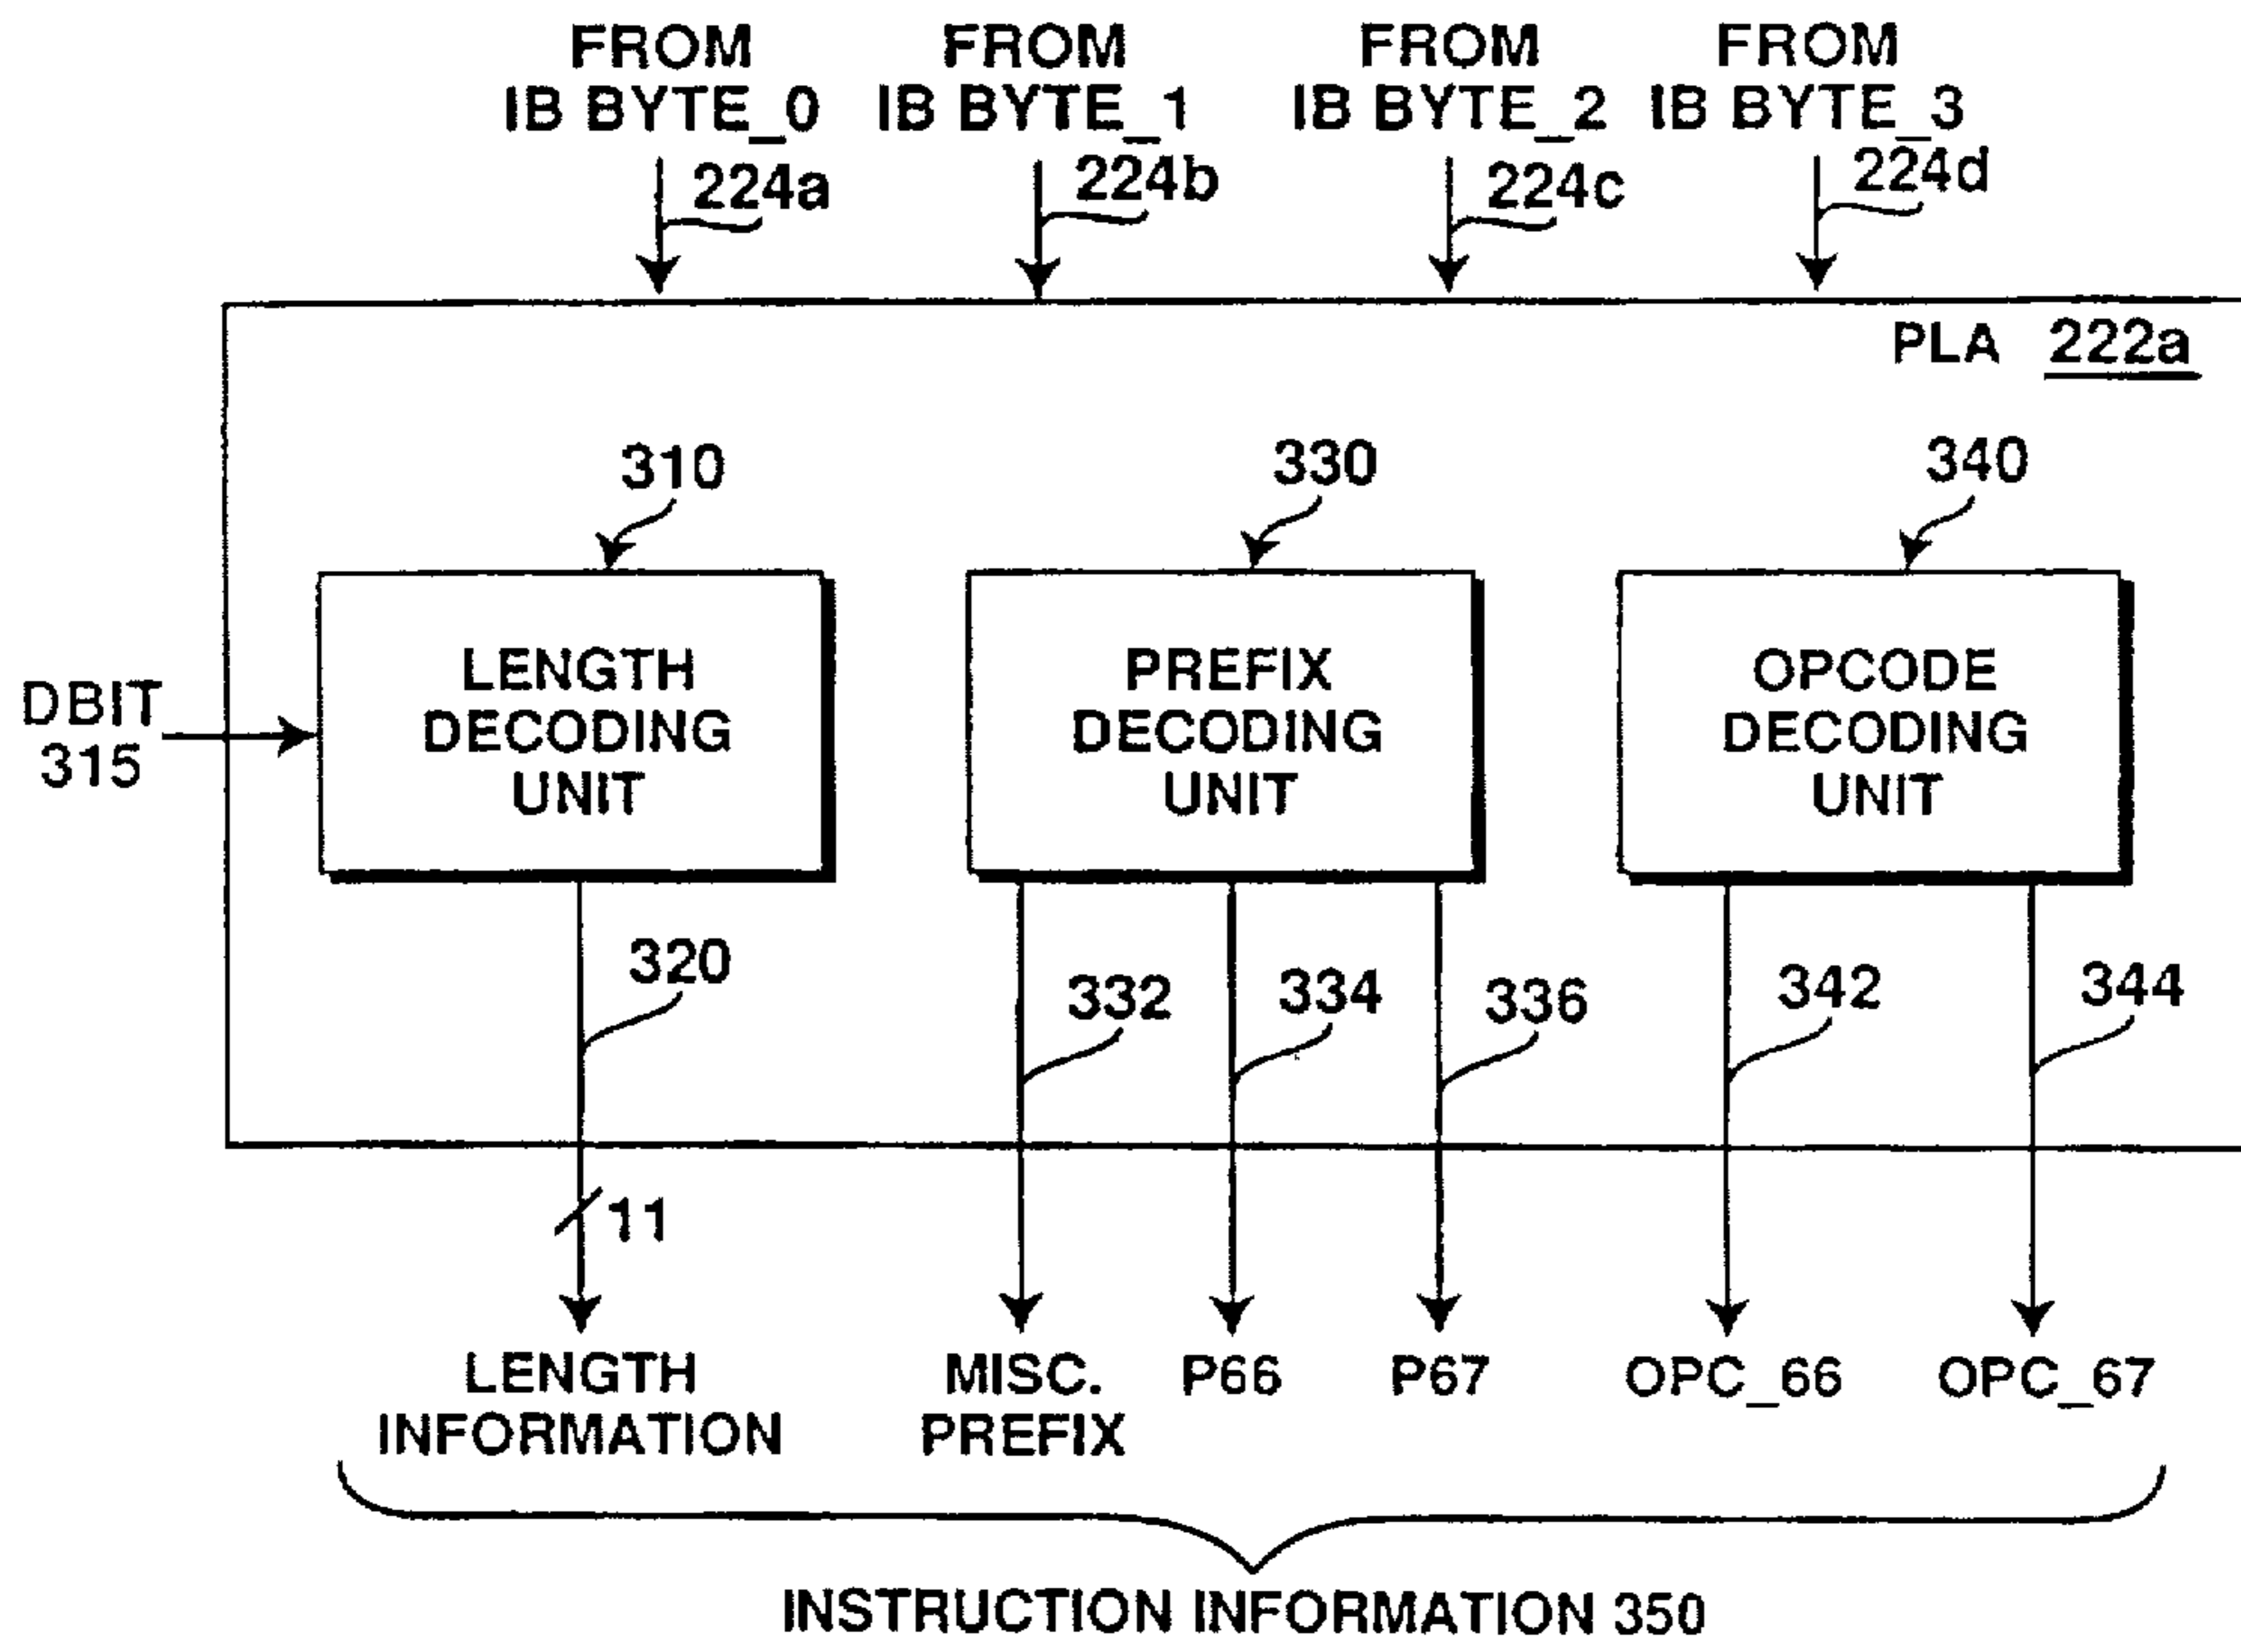 FROM
IB BYTE_0
FROM
IB BYTE_1
FROM
IB BYTE_2
FROM
IB BYTE_3
224a
224b
224c
224d
PLA 222a
310
330
340
DBIT
315
LENGTH
DECODING
UNIT
PREFIX
DECODING
UNIT
OPCODE
DECODING
UNIT
320
332
334
336
342
344
11
LENGTH
INFORMATION
MISC.
PREFIX
P66
P67
OPC_66
OPC_67
INSTRUCTION INFORMATION 350